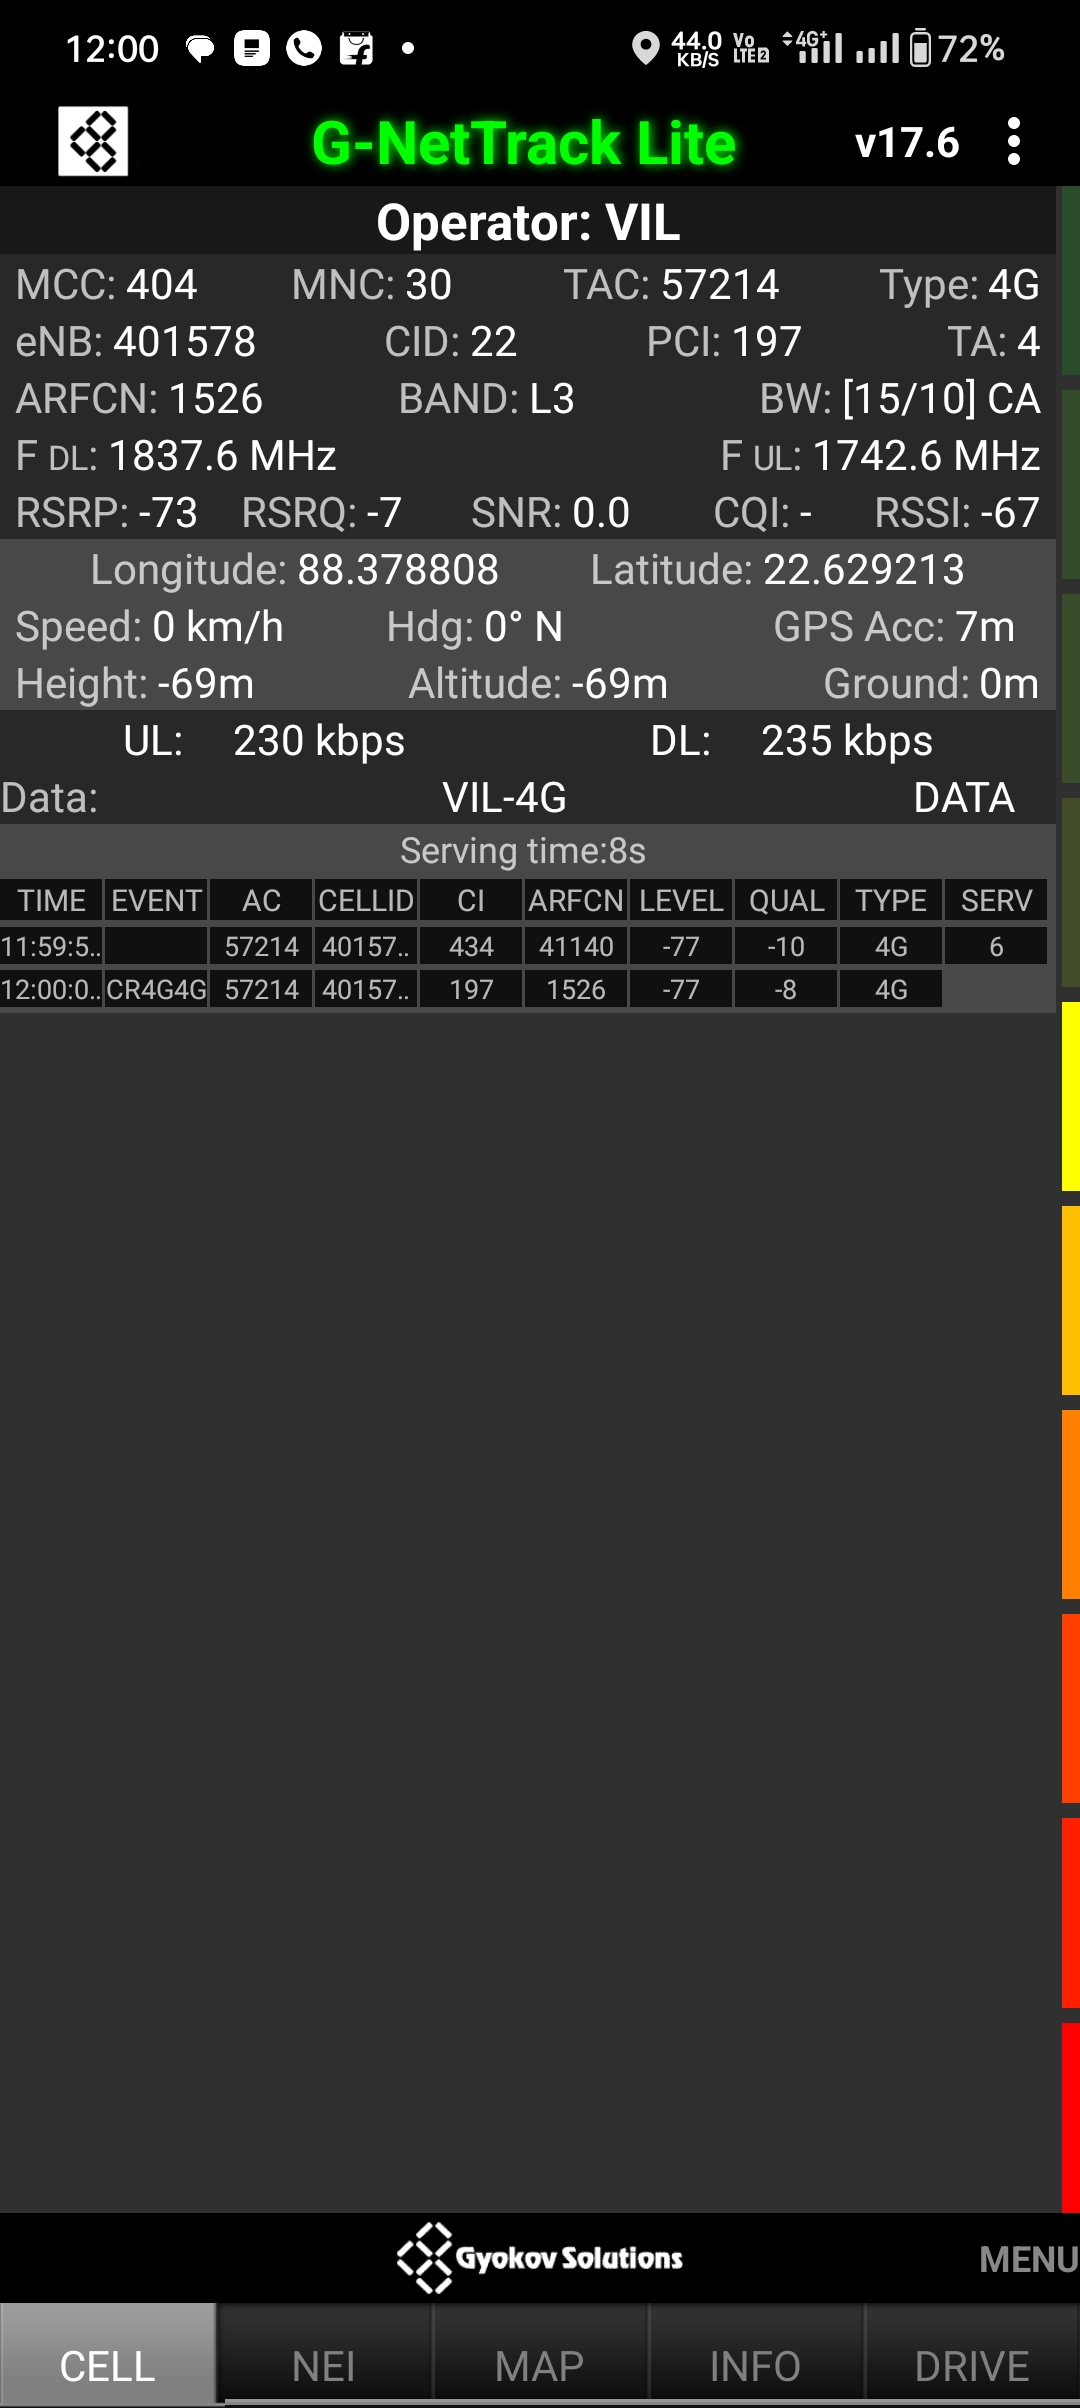 12:00 44.0 KB/S Vo LTE2 4G+ 72%
G-NetTrack Lite v17.6
Operator: VIL
MCC: 404 MNC: 30 TAC: 57214 Type: 4G
eNB: 401578 CID: 22 PCI: 197 TA: 4
ARFCN: 1526 BAND: L3 BW: [15/10] CA
F DL: 1837.6 MHz F UL: 1742.6 MHz
RSRP: -73 RSRQ: -7 SNR: 0.0 CQI: - RSSI: -67
Longitude: 88.378808 Latitude: 22.629213
Speed: 0 km/h Hdg: 0° N GPS Acc: 7m
Height: -69m Altitude: -69m Ground: 0m
UL: 230 kbps DL: 235 kbps
Data: VIL-4G DATA
Serving time:8s
TIME EVENT AC CELLID CI ARFCN LEVEL QUAL TYPE SERV
11:59:5.. 57214 40157.. 434 41140 -77 -10 4G 6
12:00:0.. CR4G4G 57214 40157.. 197 1526 -77 -8 4G
Gyokov Solutions MENU
CELL NEI MAP INFO DRIVE